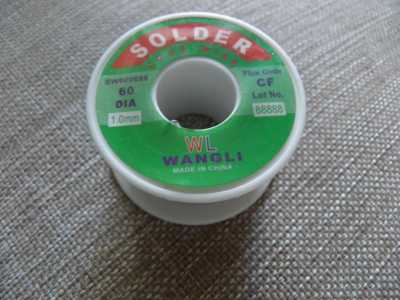 SOLDER
60
DIA
1.0mm
Flux Code
CF
Lot No.
88888
WL
WANGLI
MADE IN CHINA